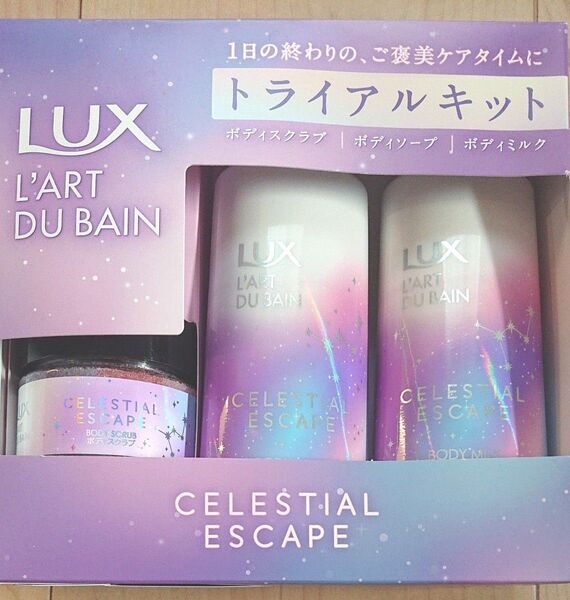 1日の終わりの、ご褒美ケアタイムに
トライアルキット
ボディスクラブ | ボディソープ | ボディミルク
LUX
L'ART
DU BAIN
LUX
L'ART
DU BAIN
CELESTIAL
ESCAPE
LUX
L'ART
DU BAIN
CELESTIAL
ESCAPE
BODY
LUX
CELESTIAL
ESCAPE
BODY SCRUB
ボディスクラブ
CELESTIAL
ESCAPE